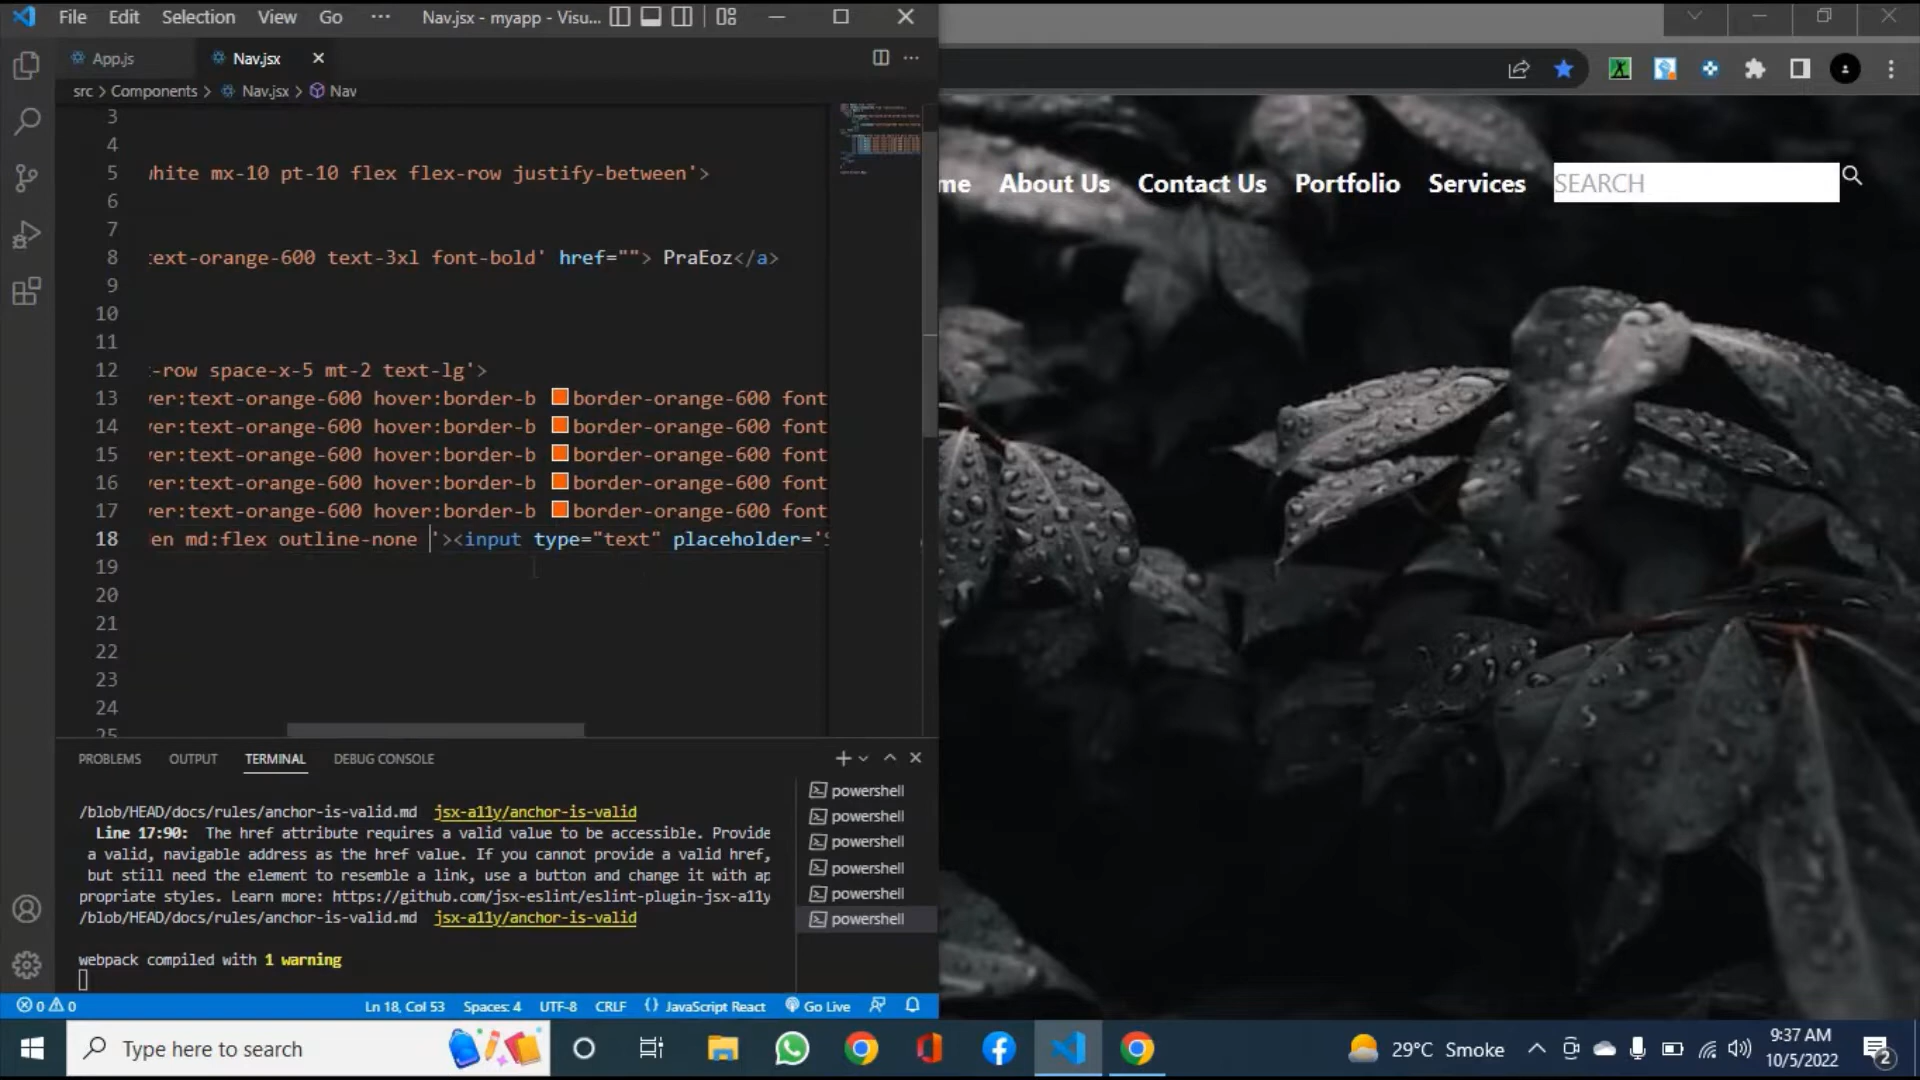 File Edit Selection View Go ··· Nav.jsx - myapp - Visu...
App.js Nav.jsx
src > Components > Nav.jsx > Nav
3
4
5 hite mx-10 pt-10 flex flex-row justify-between'>
6
7
8 ext-orange-600 text-3xl font-bold' href=""> PraEoz</a>
9
10
11
12 -row space-x-5 mt-2 text-lg'>
13 er:text-orange-600 hover:border-b border-orange-600 font
14 er:text-orange-600 hover:border-b border-orange-600 font
15 er:text-orange-600 hover:border-b border-orange-600 font
16 er:text-orange-600 hover:border-b border-orange-600 font
17 er:text-orange-600 hover:border-b border-orange-600 font
18 en md:flex outline-none '><input type="text" placeholder='
19
20
21
22
23
24
25
PROBLEMS OUTPUT TERMINAL DEBUG CONSOLE
/blob/HEAD/docs/rules/anchor-is-valid.md jsx-a11y/anchor-is-valid
Line 17:90: The href attribute requires a valid value to be accessible. Provide
a valid, navigable address as the href value. If you cannot provide a valid href,
but still need the element to resemble a link, use a button and change it with ap
propriate styles. Learn more: https://github.com/jsx-eslint/eslint-plugin-jsx-a11y
/blob/HEAD/docs/rules/anchor-is-valid.md jsx-a11y/anchor-is-valid
webpack compiled with 1 warning
powershell
powershell
powershell
powershell
powershell
powershell
0 0 Ln 18, Col 53 Spaces: 4 UTF-8 CRLF {} JavaScript React Go Live
me About Us Contact Us Portfolio Services SEARCH
Type here to search
29°C Smoke
9:37 AM
10/5/2022
2